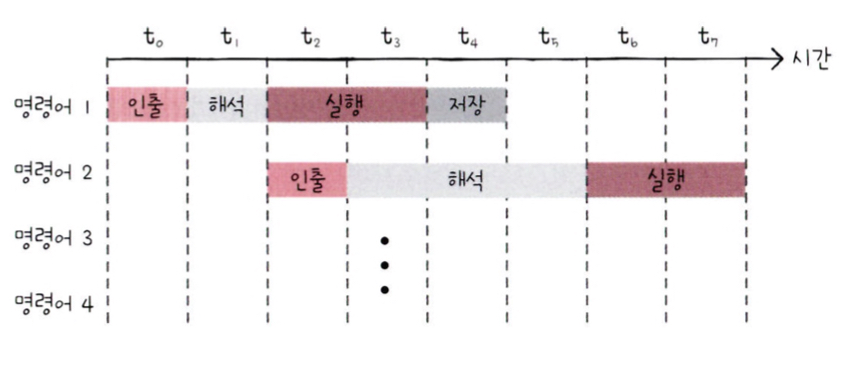 t₀ t₁ t₂ t₃ t₄ t₅ t₆ t₇
시간
명령어 1 인출 해석 실행 저장
명령어 2 인출 해석 실행
명령어 3
명령어 4